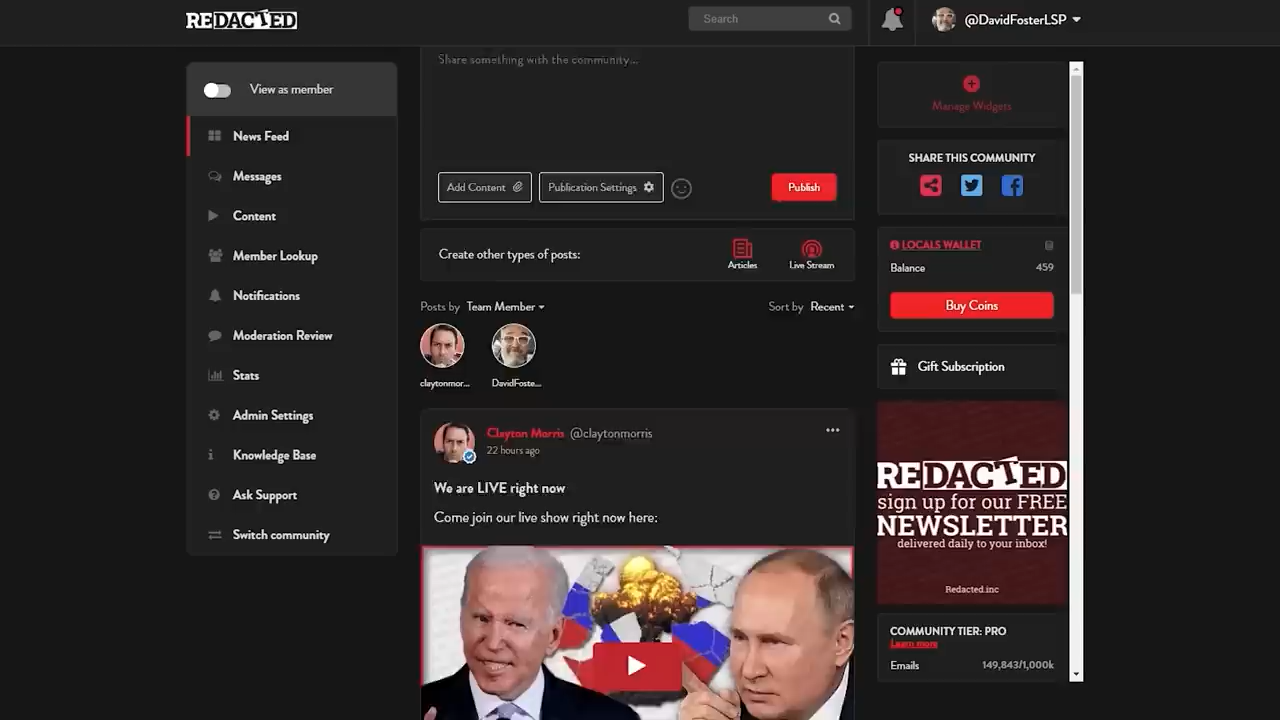 REDACTED
Search
@DavidFosterLSP
View as member
News Feed
Messages
Content
Member Lookup
Notifications
Moderation Review
Stats
Admin Settings
Knowledge Base
Ask Support
Switch community
Share something with the community...
Add Content
Publication Settings
Publish
Create other types of posts:
Articles
Live Stream
Posts by Team Member
Sort by Recent
claytonmor...
DavidFoste...
Clayton Morris @claytonmorris
22 hours ago
We are LIVE right now
Come join our live show right now here:
Manage Widgets
SHARE THIS COMMUNITY
LOCALS WALLET
Balance 459
Buy Coins
Gift Subscription
REDACTED
sign up for our FREE
NEWSLETTER
delivered daily to your inbox!
Redacted.inc
COMMUNITY TIER: PRO
Learn more
Emails 149,843/1,000k